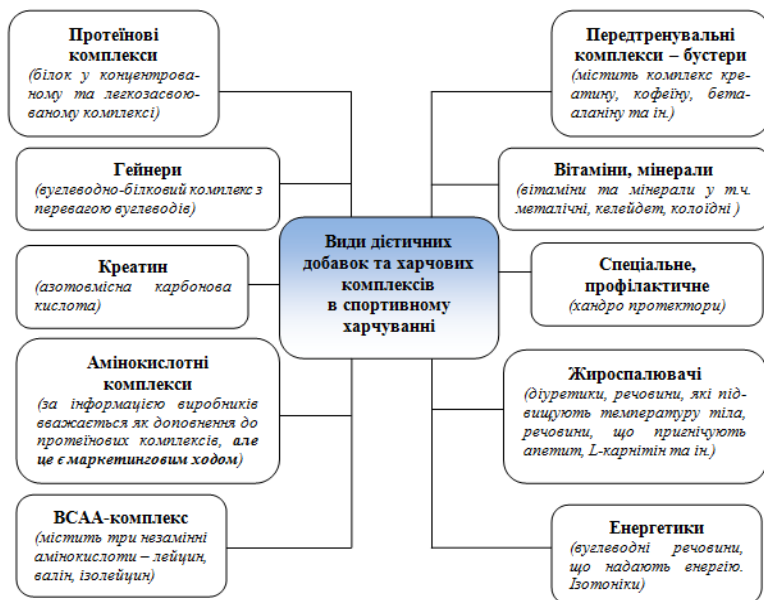 Протеїнові
комплекси
(білок у концентрова-
ному та легкозасвою-
ваному комплексі)
Гейнери
(вуглеводно-білковий комплекс з
перевагою вуглеводів)
Креатин
(азотовмісна карбонова
кислота)
Амінокислотні
комплекси
(за інформацією виробників
вважається як доповнення до
протеїнових комплексів, але
це є маркетинговим ходом)
ВСАА-комплекс
(містить три незамінні
амінокислоти – лейцин,
валін, ізолейцин)
Види дієтичних
добавок та харчових
комплексів
в спортивному
харчуванні
Передтренувальні
комплекси – бустери
(містить комплекс кре-
атину, кофеїну, бета-
аланіну та ін.)
Вітаміни, мінерали
(вітаміни та мінерали у т.ч.
металічні, келейдет, колоїдні )
Спеціальне,
профілактичне
(хандро протектори)
Жироспалювачі
(діуретики, речовини, які під-
вищують температуру тіла,
речовини, що пригнічують
апетит, L-карнітін та ін.)
Енергетики
(вуглеводні речовини,
що надають енергію.
Ізотоніки)